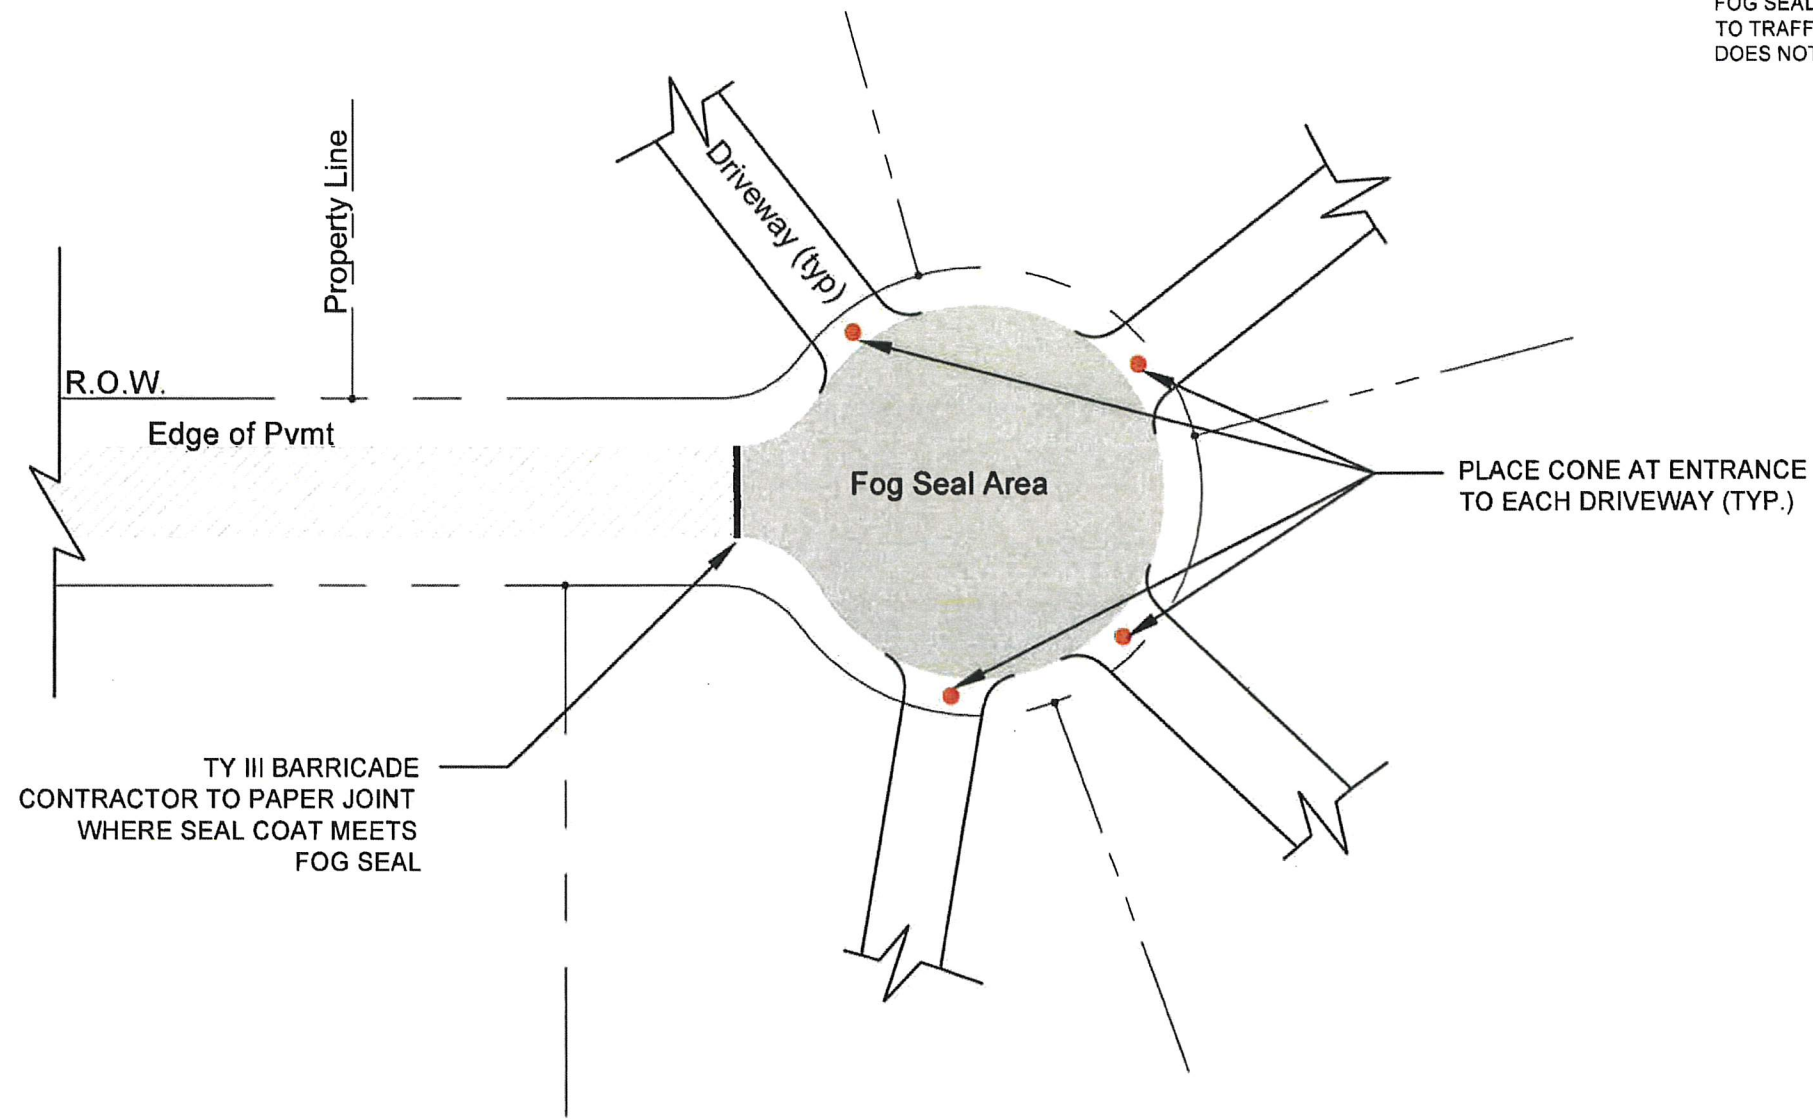 FOG SEAL
TO TRAFF
DOES NOT
Property Line
Driveway (typ)
R.O.W.
Edge of Pvmt
Fog Seal Area
PLACE CONE AT ENTRANCE
TO EACH DRIVEWAY (TYP.)
TY III BARRICADE
CONTRACTOR TO PAPER JOINT
WHERE SEAL COAT MEETS
FOG SEAL